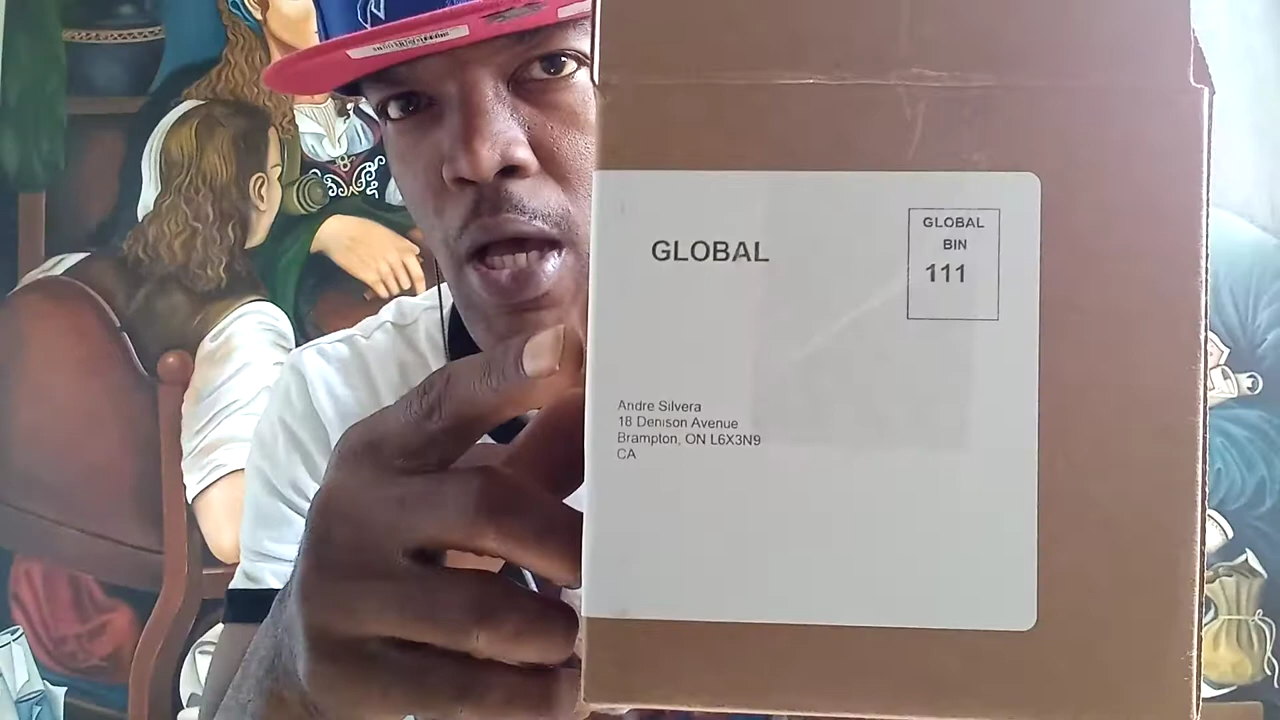 GLOBAL
GLOBAL
BIN
111
Andre Silvera
18 Denison Avenue
Brampton, ON L6X3N9
CA